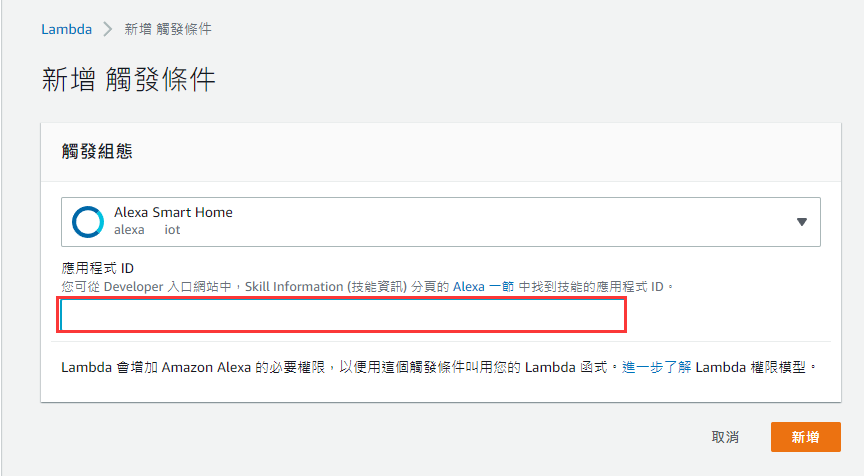 Lambda > 新增 觸發條件
新增 觸發條件
觸發組態
Alexa Smart Home
alexa iot
應用程式 ID
您可從 Developer 入口網站中，Skill Information (技能資訊) 分頁的 Alexa 一節 中找到技能的應用程式 ID。
Lambda 會增加 Amazon Alexa 的必要權限，以便用這個觸發條件叫用您的 Lambda 函式。進一步了解 Lambda 權限模型。
取消 新增